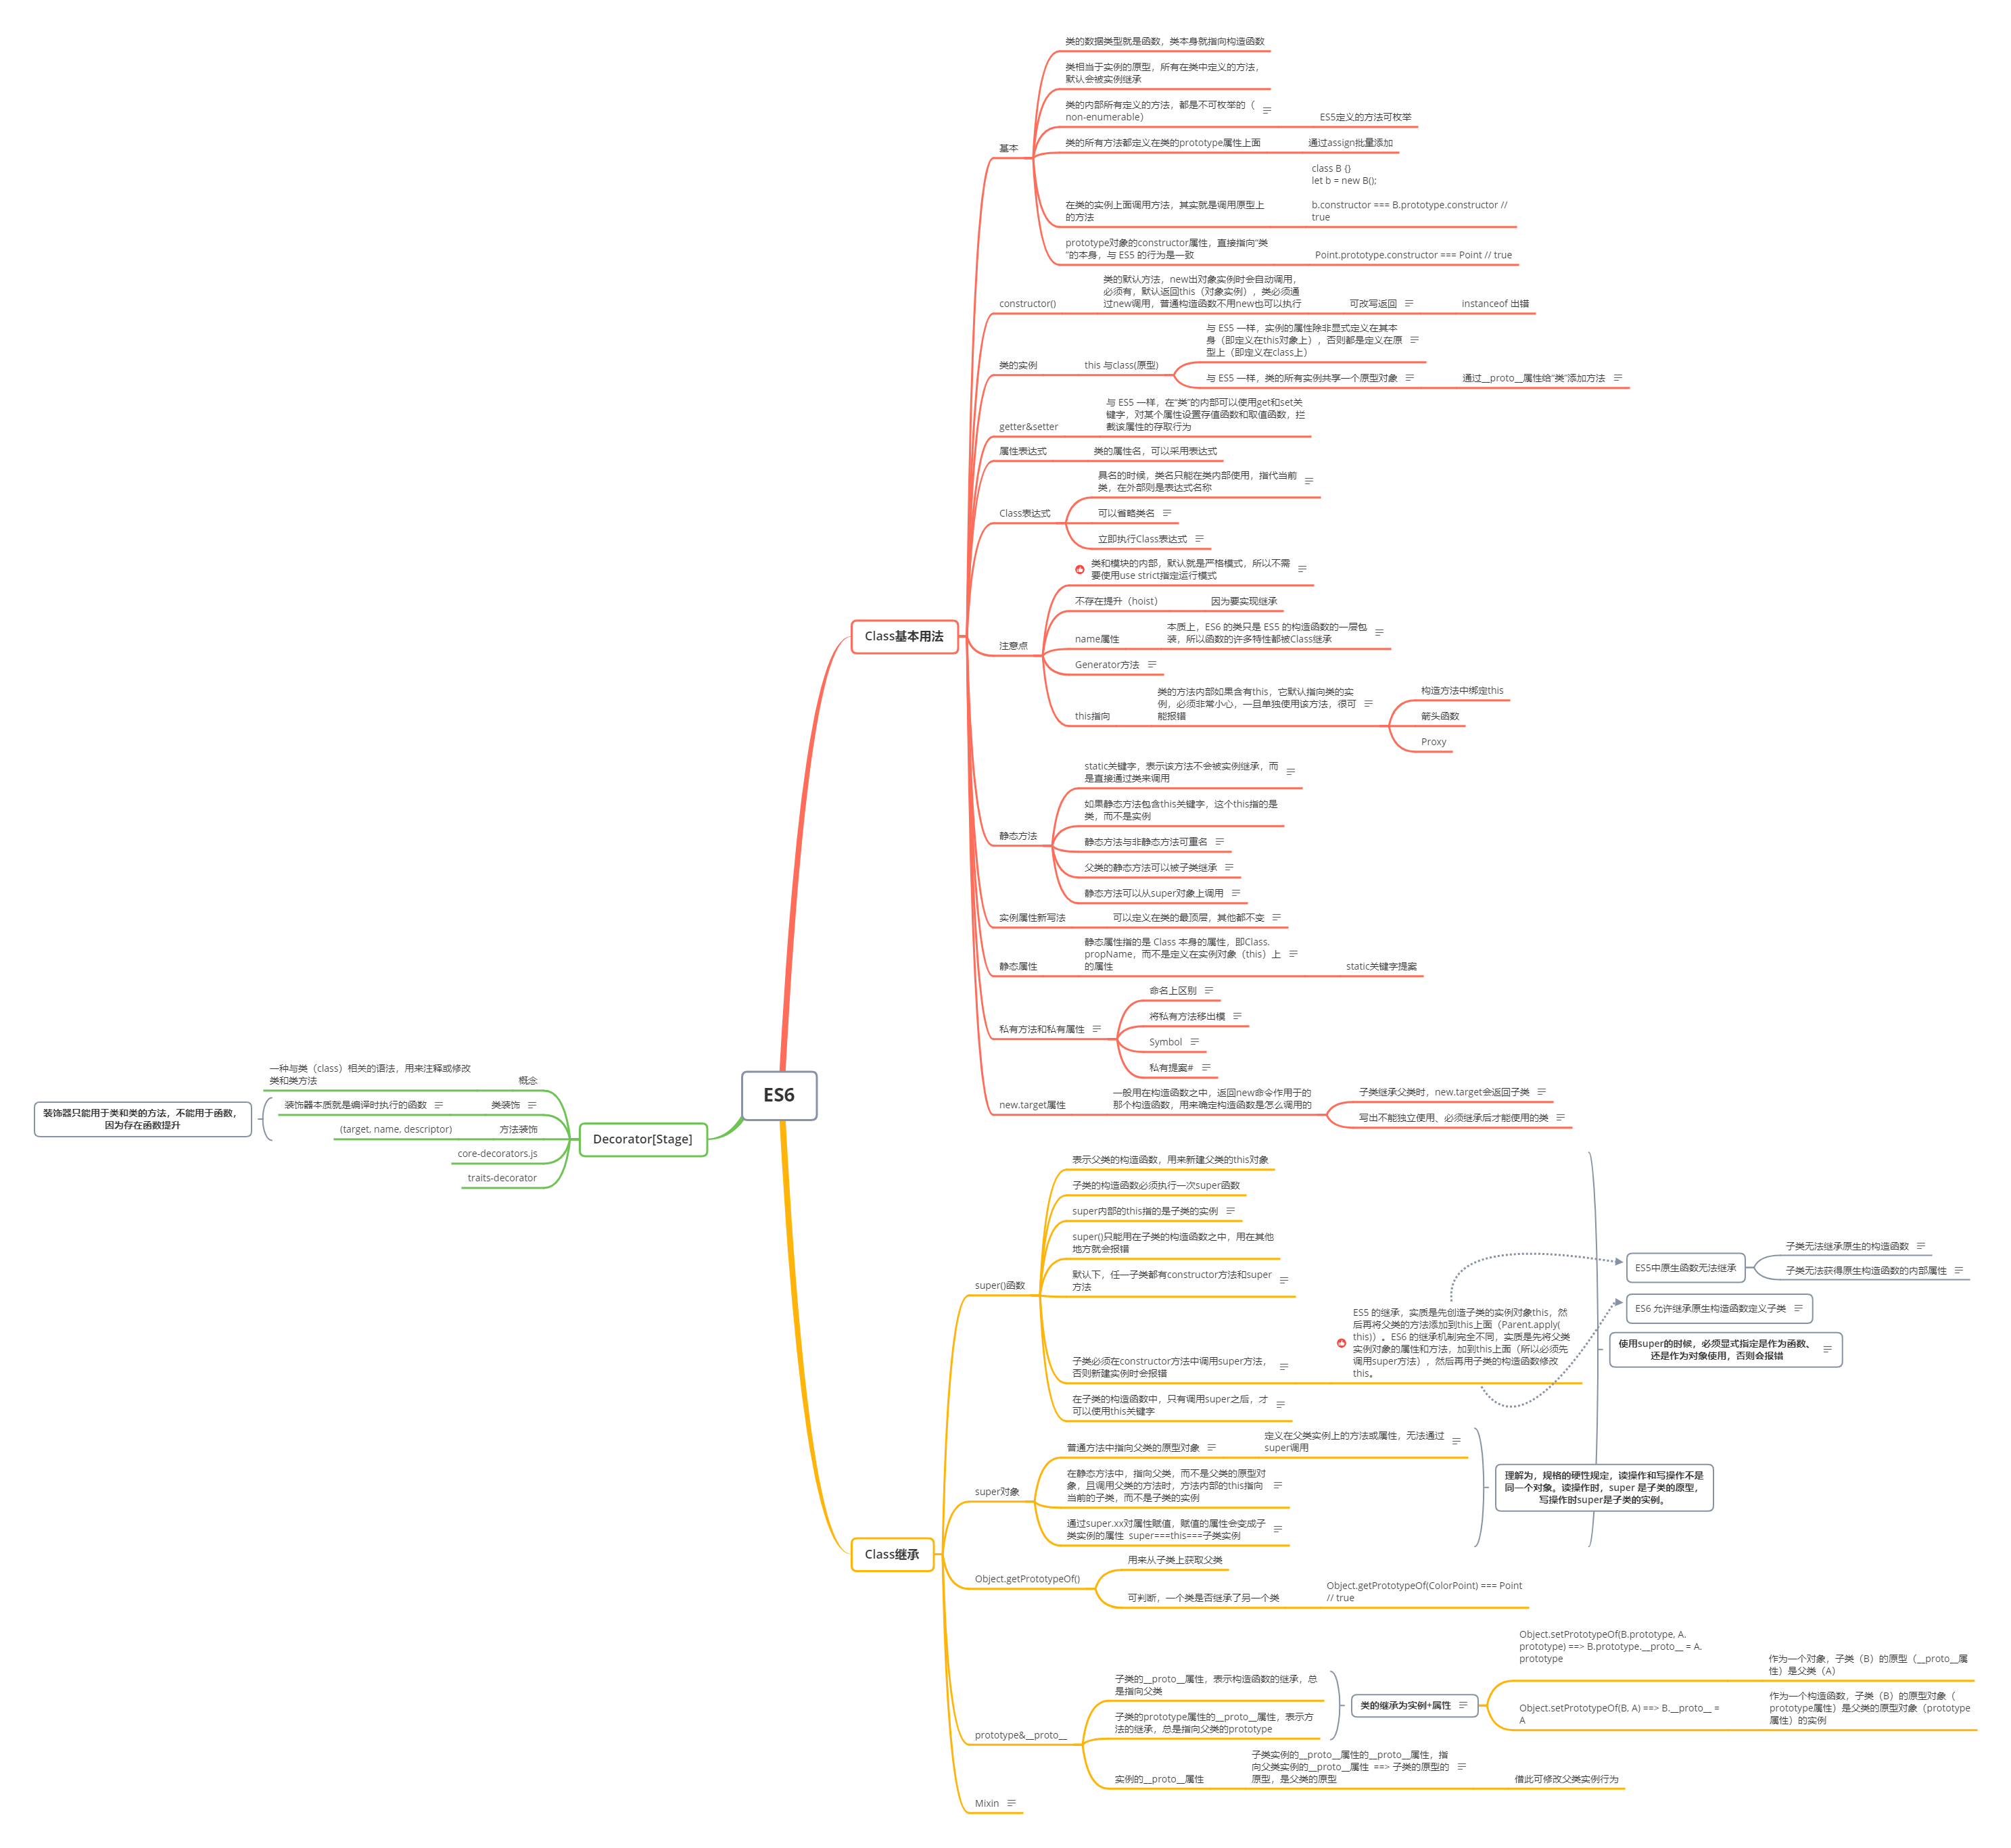 ES6
Class基本用法
基本
类的数据类型就是函数，类本身就指向构造函数
类相当于实例的原型，所有在类中定义的方法，
默认会被实例继承
类的内部所有定义的方法，都是不可枚举的（
non-enumerable）
ES5定义的方法可枚举
类的所有方法都定义在类的prototype属性上面
通过assign批量添加
在类的实例上面调用方法，其实就是调用原型上
的方法
class B {}
let b = new B();
b.constructor === B.prototype.constructor //
true
prototype对象的constructor属性，直接指向“类
”的本身，与 ES5 的行为是一致
Point.prototype.constructor === Point // true
constructor()
类的默认方法，new出对象实例时会自动调用，
必须有，默认返回this（对象实例），类必须通
过new调用，普通构造函数不用new也可以执行
可改写返回
instanceof 出错
类的实例
this 与class(原型)
与 ES5 一样，实例的属性除非显式定义在其本
身（即定义在this对象上），否则都是定义在原
型上（即定义在class上）
与 ES5 一样，类的所有实例共享一个原型对象
通过__proto__属性给“类”添加方法
getter&setter
与 ES5 一样，在“类”的内部可以使用get和set关
键字，对某个属性设置存值函数和取值函数，拦
截该属性的存取行为
属性表达式
类的属性名，可以采用表达式
Class表达式
具名的时候，类名只能在类内部使用，指代当前
类，在外部则是表达式名称
可以省略类名
立即执行Class表达式
注意点
类和模块的内部，默认就是严格模式，所以不需
要使用use strict指定运行模式
不存在提升（hoist）
因为要实现继承
name属性
本质上，ES6 的类只是 ES5 的构造函数的一层包
装，所以函数的许多特性都被Class继承
Generator方法
this指向
类的方法内部如果含有this，它默认指向类的实
例，必须非常小心，一旦单独使用该方法，很可
能报错
构造方法中绑定this
箭头函数
Proxy
静态方法
static关键字，表示该方法不会被实例继承，而
是直接通过类来调用
如果静态方法包含this关键字，这个this指的是
类，而不是实例
静态方法与非静态方法可重名
父类的静态方法可以被子类继承
静态方法可以从super对象上调用
实例属性新写法
可以定义在类的最顶层，其他都不变
静态属性
静态属性指的是 Class 本身的属性，即Class.
propName，而不是定义在实例对象（this）上
的属性
static关键字提案
私有方法和私有属性
命名上区别
将私有方法移出模
Symbol
私有提案#
new.target属性
一般用在构造函数之中，返回new命令作用于的
那个构造函数，用来确定构造函数是怎么调用的
子类继承父类时，new.target会返回子类
写出不能独立使用、必须继承后才能使用的类
Decorator[Stage]
概念
一种与类（class）相关的语法，用来注释或修改
类和类方法
类装饰
装饰器本质就是编译时执行的函数
方法装饰
(target, name, descriptor)
装饰器只能用于类和类的方法，不能用于函数，
因为存在函数提升
core-decorators.js
traits-decorator
Class继承
super()函数
表示父类的构造函数，用来新建父类的this对象
子类的构造函数必须执行一次super函数
super内部的this指的是子类的实例
super()只能用在子类的构造函数之中，用在其他
地方就会报错
默认下，任一子类都有constructor方法和super
方法
子类必须在constructor方法中调用super方法，
否则新建实例时会报错
ES5 的继承，实质是先创造子类的实例对象this，然
后再将父类的方法添加到this上面（Parent.apply(
this)）。ES6 的继承机制完全不同，实质是先将父类
实例对象的属性和方法，加到this上面（所以必须先
调用super方法），然后再用子类的构造函数修改
this。
在子类的构造函数中，只有调用super之后，才
可以使用this关键字
ES5中原生函数无法继承
子类无法继承原生的构造函数
子类无法获得原生构造函数的内部属性
ES6 允许继承原生构造函数定义子类
使用super的时候，必须显式指定是作为函数、
还是作为对象使用，否则会报错
super对象
普通方法中指向父类的原型对象
定义在父类实例上的方法或属性，无法通过
super调用
在静态方法中，指向父类，而不是父类的原型对
象，且调用父类的方法时，方法内部的this指向
当前的子类，而不是子类的实例
通过super.xx对属性赋值，赋值的属性会变成子
类实例的属性 super===this===子类实例
理解为，规格的硬性规定，读操作和写操作不是
同一个对象。读操作时，super 是子类的原型，
写操作时super是子类的实例。
Object.getPrototypeOf()
用来从子类上获取父类
可判断，一个类是否继承了另一个类
Object.getPrototypeOf(ColorPoint) === Point
// true
prototype&__proto__
子类的__proto__属性，表示构造函数的继承，总
是指向父类
子类的prototype属性的__proto__属性，表示方
法的继承，总是指向父类的prototype
类的继承为实例+属性
Object.setPrototypeOf(B.prototype, A.
prototype) ==> B.prototype.__proto__ = A.
prototype
作为一个对象，子类（B）的原型（__proto__属
性）是父类（A）
Object.setPrototypeOf(B, A) ==> B.__proto__ =
A
作为一个构造函数，子类（B）的原型对象（
prototype属性）是父类的原型对象（prototype
属性）的实例
实例的__proto__属性
子类实例的__proto__属性的__proto__属性，指
向父类实例的__proto__属性 ==> 子类的原型的
原型，是父类的原型
借此可修改父类实例行为
Mixin